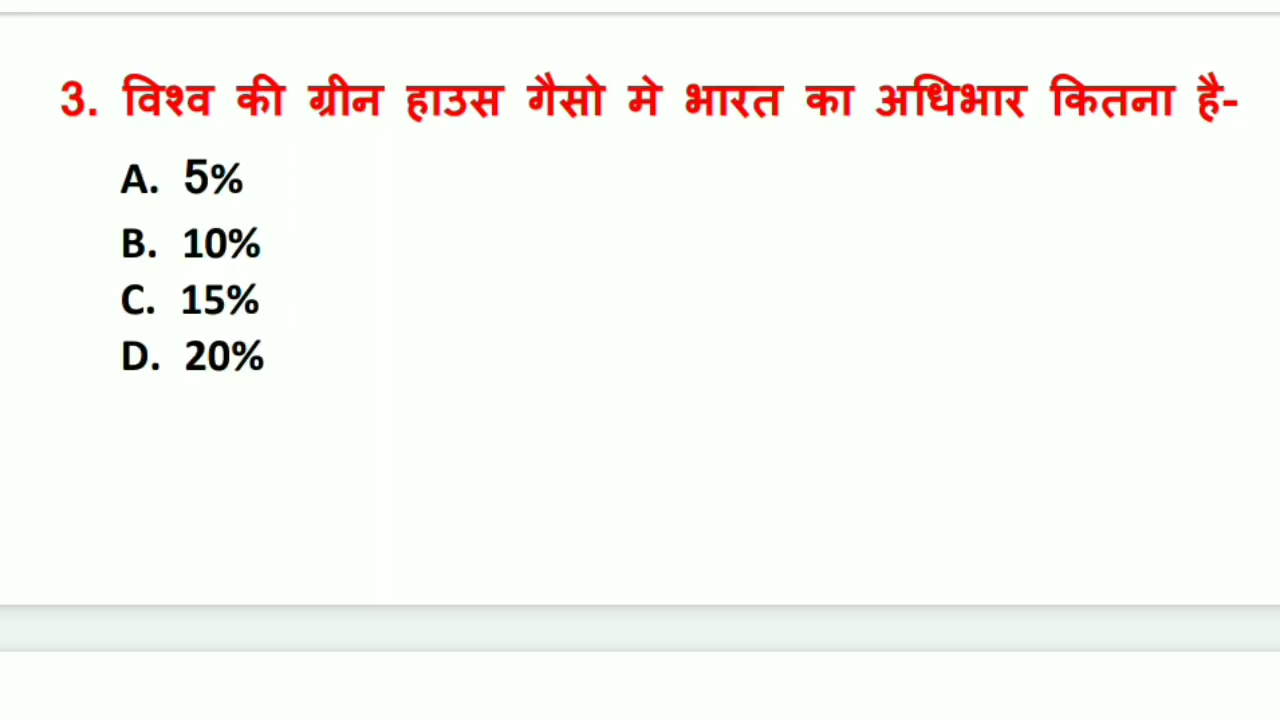 3. विश्व की ग्रीन हाउस गैसो मे भारत का अधिभार कितना है-
A. 5%
B. 10%
C. 15%
D. 20%